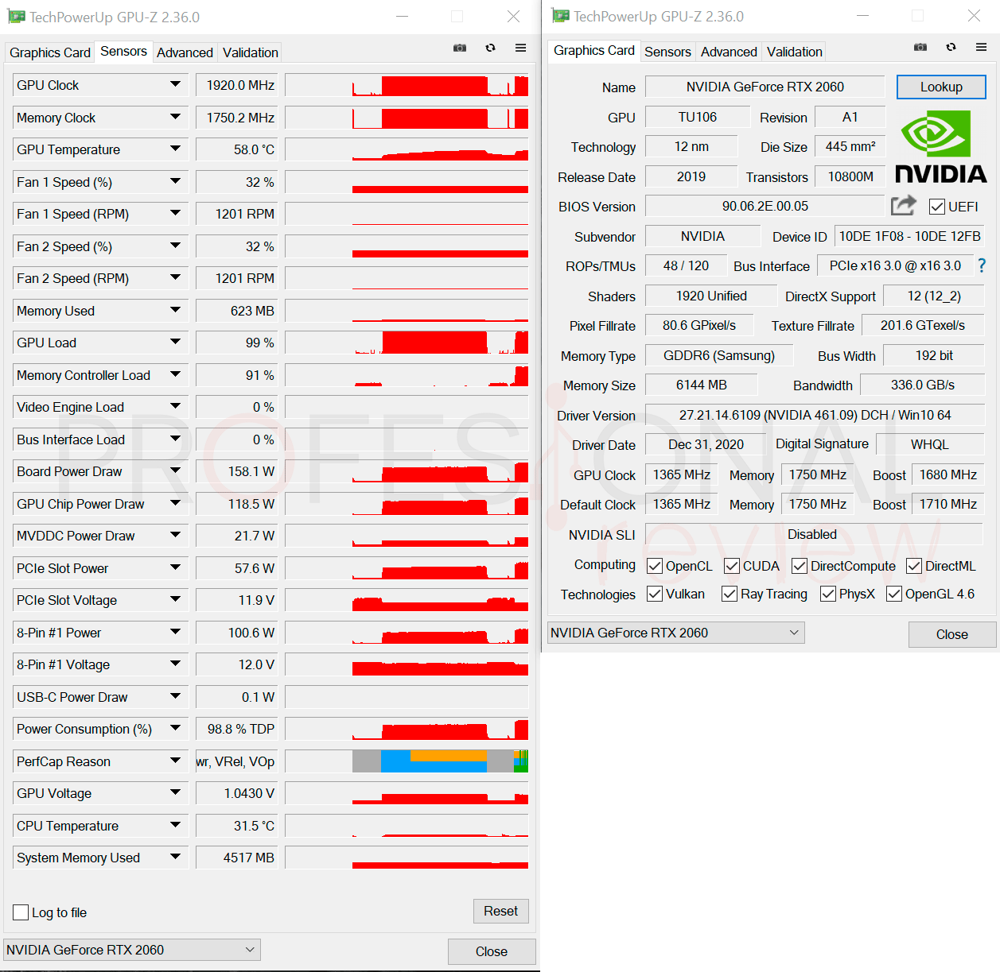 TechPowerUp GPU-Z 2.36.0
Graphics Card Sensors Advanced Validation
GPU Clock 1920.0 MHz
Memory Clock 1750.2 MHz
GPU Temperature 58.0 °C
Fan 1 Speed (%) 32 %
Fan 1 Speed (RPM) 1201 RPM
Fan 2 Speed (%) 32 %
Fan 2 Speed (RPM) 1201 RPM
Memory Used 623 MB
GPU Load 99 %
Memory Controller Load 91 %
Video Engine Load 0 %
Bus Interface Load 0 %
Board Power Draw 158.1 W
GPU Chip Power Draw 118.5 W
MVDDC Power Draw 21.7 W
PCIe Slot Power 57.6 W
PCIe Slot Voltage 11.9 V
8-Pin #1 Power 100.6 W
8-Pin #1 Voltage 12.0 V
USB-C Power Draw 0.1 W
Power Consumption (%) 98.8 % TDP
PerfCap Reason wr, VRel, VOp
GPU Voltage 1.0430 V
CPU Temperature 31.5 °C
System Memory Used 4517 MB
Log to file Reset
NVIDIA GeForce RTX 2060 Close
TechPowerUp GPU-Z 2.36.0
Graphics Card Sensors Advanced Validation
Name NVIDIA GeForce RTX 2060 Lookup
GPU TU106 Revision A1
Technology 12 nm Die Size 445 mm²
Release Date 2019 Transistors 10800M
NVIDIA
BIOS Version 90.06.2E.00.05 UEFI
Subvendor NVIDIA Device ID 10DE 1F08 - 10DE 12FB
ROPs/TMUs 48 / 120 Bus Interface PCIe x16 3.0 @ x16 3.0 ?
Shaders 1920 Unified DirectX Support 12 (12_2)
Pixel Fillrate 80.6 GPixel/s Texture Fillrate 201.6 GTexel/s
Memory Type GDDR6 (Samsung) Bus Width 192 bit
Memory Size 6144 MB Bandwidth 336.0 GB/s
Driver Version 27.21.14.6109 (NVIDIA 461.09) DCH / Win10 64
Driver Date Dec 31, 2020 Digital Signature WHQL
GPU Clock 1365 MHz Memory 1750 MHz Boost 1680 MHz
Default Clock 1365 MHz Memory 1750 MHz Boost 1710 MHz
NVIDIA SLI Disabled
Computing OpenCL CUDA DirectCompute DirectML
Technologies Vulkan Ray Tracing PhysX OpenGL 4.6
NVIDIA GeForce RTX 2060 Close
PROFESIONAL
review